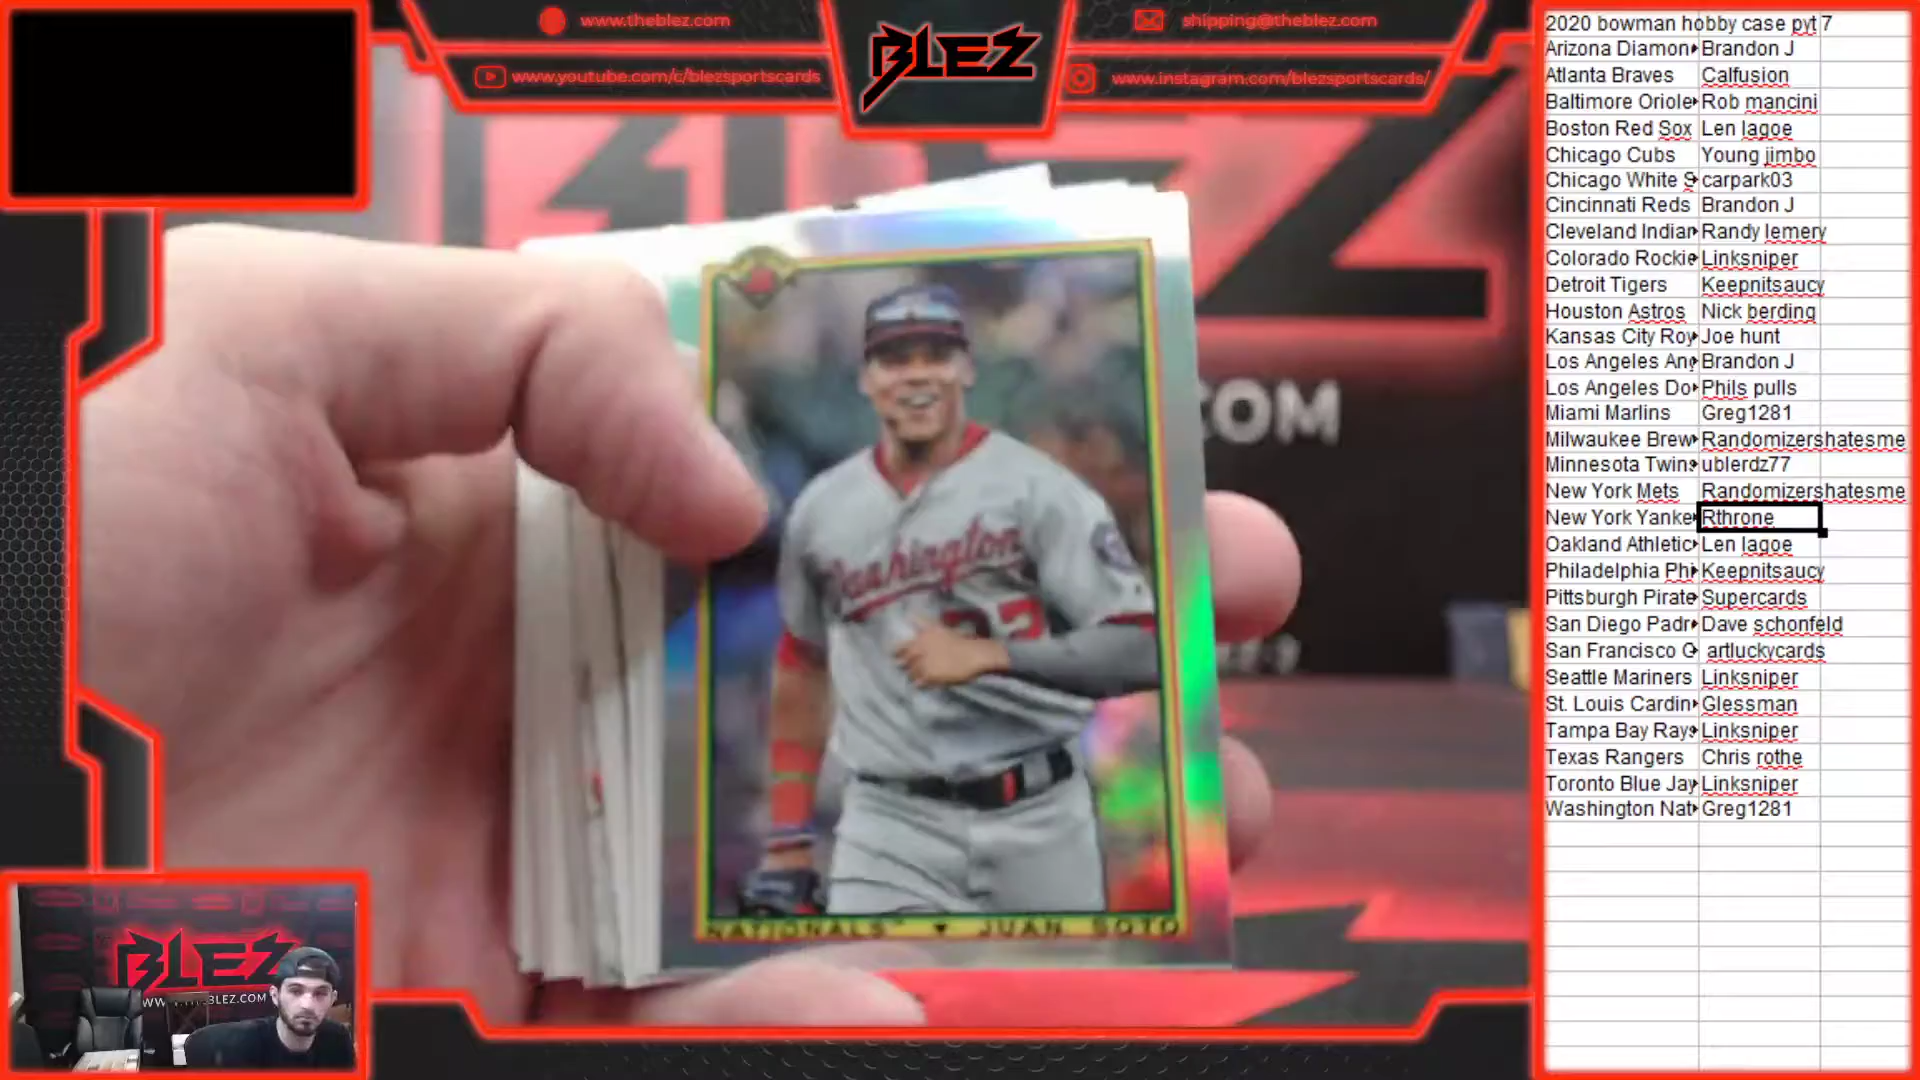 www.theblez.com
BLEZ
shipping@theblez.com
www.youtube.com/c/blezsportscards
www.instagram.com/blezsportscards/
.COM
Washington
NATIONALS JUAN SOTO
BLEZ
2020 bowman hobby case pyt 7
Arizona Diamon Brandon J
Atlanta Braves Calfusion
Baltimore Oriole Rob mancini
Boston Red Sox Len lagoe
Chicago Cubs Young jimbo
Chicago White S carpark03
Cincinnati Reds Brandon J
Cleveland Indian Randy lemery
Colorado Rockie Linksniper
Detroit Tigers Keepnitsaucy
Houston Astros Nick berding
Kansas City Roy Joe hunt
Los Angeles Ang Brandon J
Los Angeles Do Phils pulls
Miami Marlins Greg1281
Milwaukee Brew Randomizershatesme
Minnesota Twins ublerdz77
New York Mets Randomizershatesme
New York Yanke Rthrone
Oakland Athletic Len lagoe
Philadelphia Phi Keepnitsaucy
Pittsburgh Pirate Supercards
San Diego Padr Dave schonfeld
San Francisco G artluckycards
Seattle Mariners Linksniper
St. Louis Cardin Glessman
Tampa Bay Rays Linksniper
Texas Rangers Chris rothe
Toronto Blue Jay Linksniper
Washington Nat Greg1281